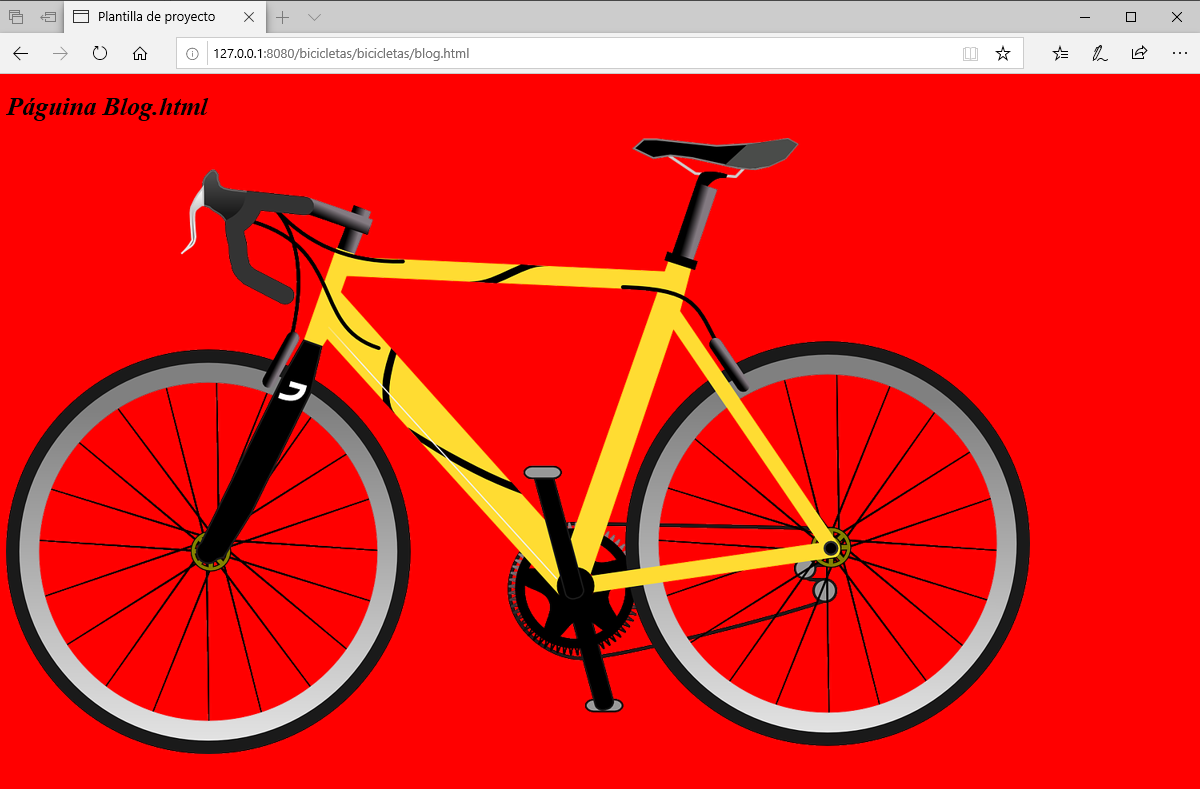 Plantilla de proyecto
127.0.0.1:8080/bicicletas/bicicletas/blog.html
Páguina Blog.html